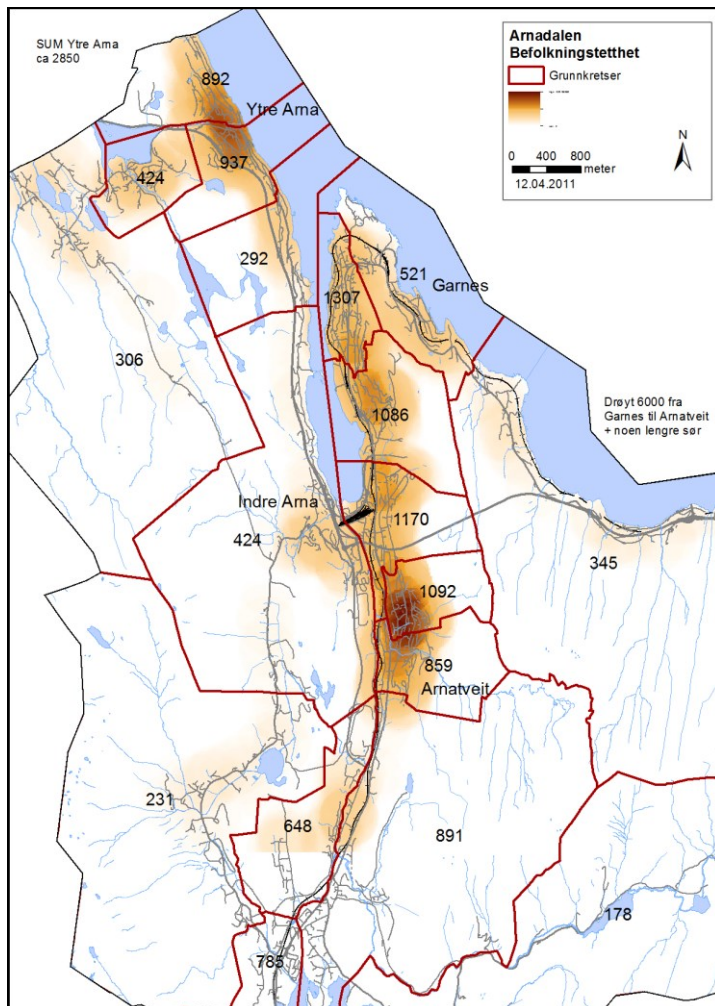 SUM Ytre Arna
ca 2850
Arnadalen
Befolkningstetthet
Grunnkretser
N
0 400 800
meter
12.04.2011
892
Ytre Arna
937
424
292
521
Garnes
1307
306
1086
Drøyt 6000 fra
Garnes til Arnatveit
+ noen lengre sør
Indre Arna
1170
424
345
1092
859
Arnatveit
231
648
891
178
785